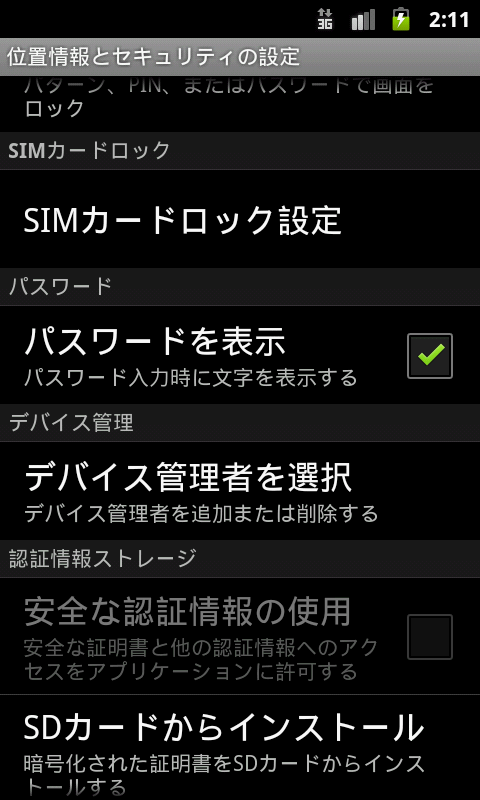 3G
2:11
位置情報とセキュリティの設定
パターン、PIN、またはパスワードで画面を
ロック
SIMカードロック
SIMカードロック設定
パスワード
パスワードを表示
パスワード入力時に文字を表示する
デバイス管理
デバイス管理者を選択
デバイス管理者を追加または削除する
認証情報ストレージ
安全な認証情報の使用
安全な証明書と他の認証情報へのアク
セスをアプリケーションに許可する
SDカードからインストール
暗号化された証明書をSDカードからインス
トールする